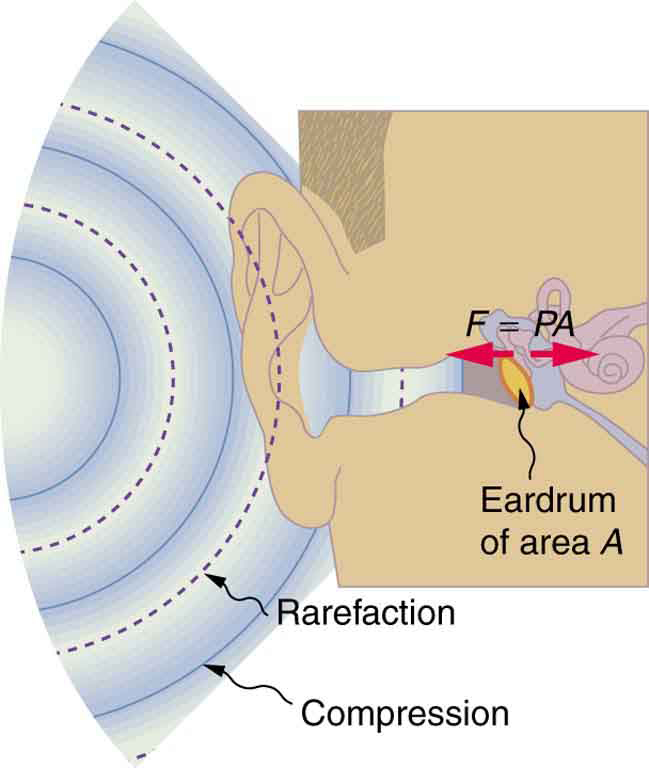 F = PA
Eardrum
of area A
Rarefaction
Compression